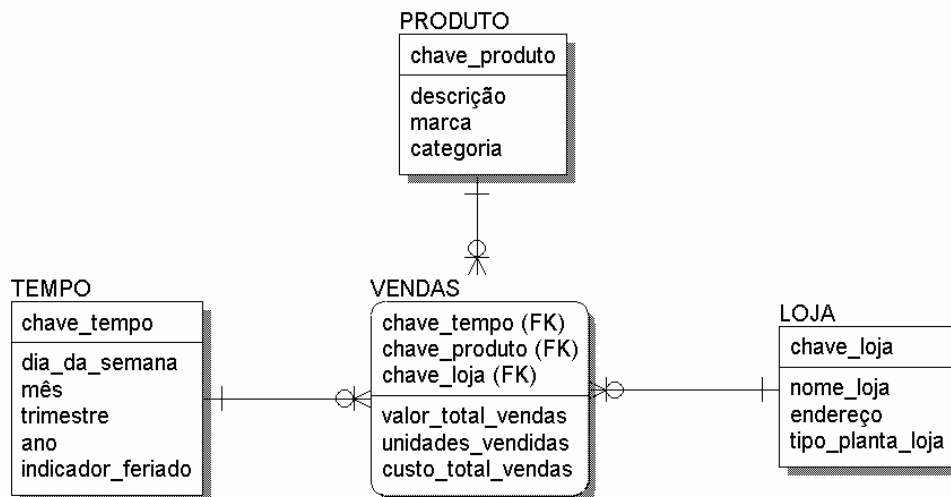 PRODUTO
chave_produto
descrição
marca
categoria
TEMPO
chave_tempo
dia_da_semana
mês
trimestre
ano
indicador_feriado
VENDAS
chave_tempo (FK)
chave_produto (FK)
chave_loja (FK)
valor_total_vendas
unidades_vendidas
custo_total_vendas
LOJA
chave_loja
nome_loja
endereço
tipo_planta_loja